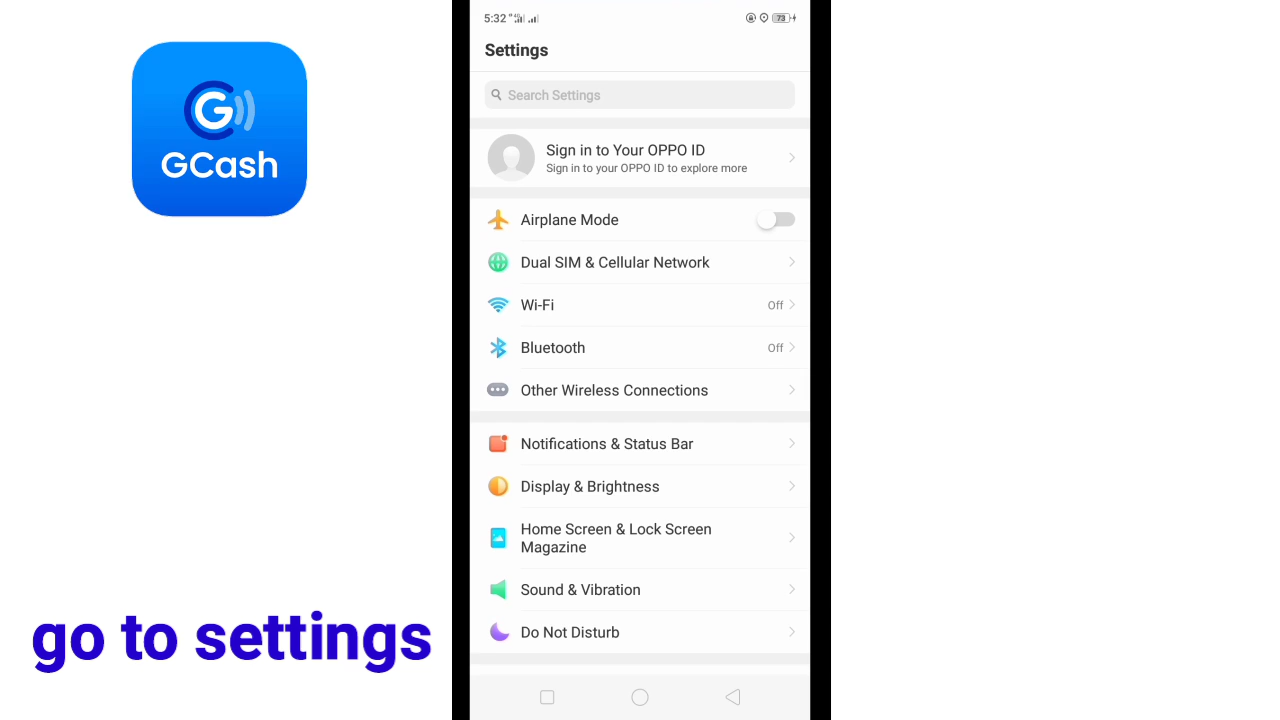 G
GCash
go to settings
5:32
73
Settings
Search Settings
Sign in to Your OPPO ID
Sign in to your OPPO ID to explore more
Airplane Mode
Dual SIM & Cellular Network
Wi-Fi
Off
Bluetooth
Off
Other Wireless Connections
Notifications & Status Bar
Display & Brightness
Home Screen & Lock Screen
Magazine
Sound & Vibration
Do Not Disturb